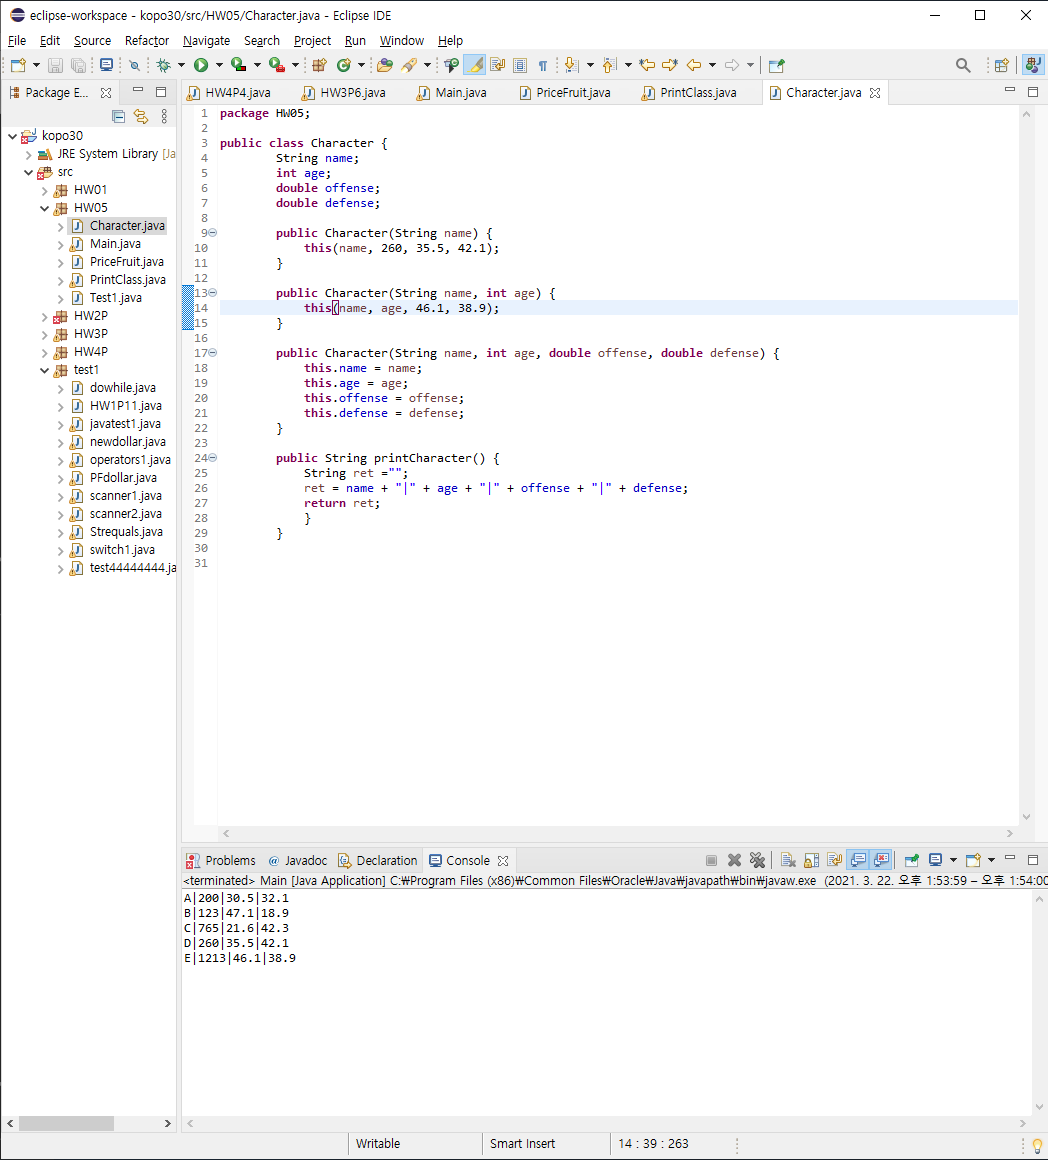 eclipse-workspace - kopo30/src/HW05/Character.java - Eclipse IDE
File Edit Source Refactor Navigate Search Project Run Window Help
Package E...
HW4P4.java HW3P6.java Main.java PriceFruit.java PrintClass.java Character.java
kopo30
JRE System Library [Ja
src
HW01
HW05
Character.java
Main.java
PriceFruit.java
PrintClass.java
Test1.java
HW2P
HW3P
HW4P
test1
dowhile.java
HW1P11.java
javatest1.java
newdollar.java
operators1.java
PFdollar.java
scanner1.java
scanner2.java
Strequals.java
switch1.java
test44444444.ja
1 package HW05;
2
3 public class Character {
4 String name;
5 int age;
6 double offense;
7 double defense;
8
9 public Character(String name) {
10 this(name, 260, 35.5, 42.1);
11 }
12
13 public Character(String name, int age) {
14 this(name, age, 46.1, 38.9);
15 }
16
17 public Character(String name, int age, double offense, double defense) {
18 this.name = name;
19 this.age = age;
20 this.offense = offense;
21 this.defense = defense;
22 }
23
24 public String printCharacter() {
25 String ret ="";
26 ret = name + "|" + age + "|" + offense + "|" + defense;
27 return ret;
28 }
29 }
30
31
Problems @ Javadoc Declaration Console
<terminated> Main [Java Application] C:₩Program Files (x86)₩Common Files₩Oracle₩Java₩javapath₩bin₩javaw.exe (2021. 3. 22. 오후 1:53:59 – 오후 1:54:00
A|200|30.5|32.1
B|123|47.1|18.9
C|765|21.6|42.3
D|260|35.5|42.1
E|1213|46.1|38.9
Writable Smart Insert 14 : 39 : 263